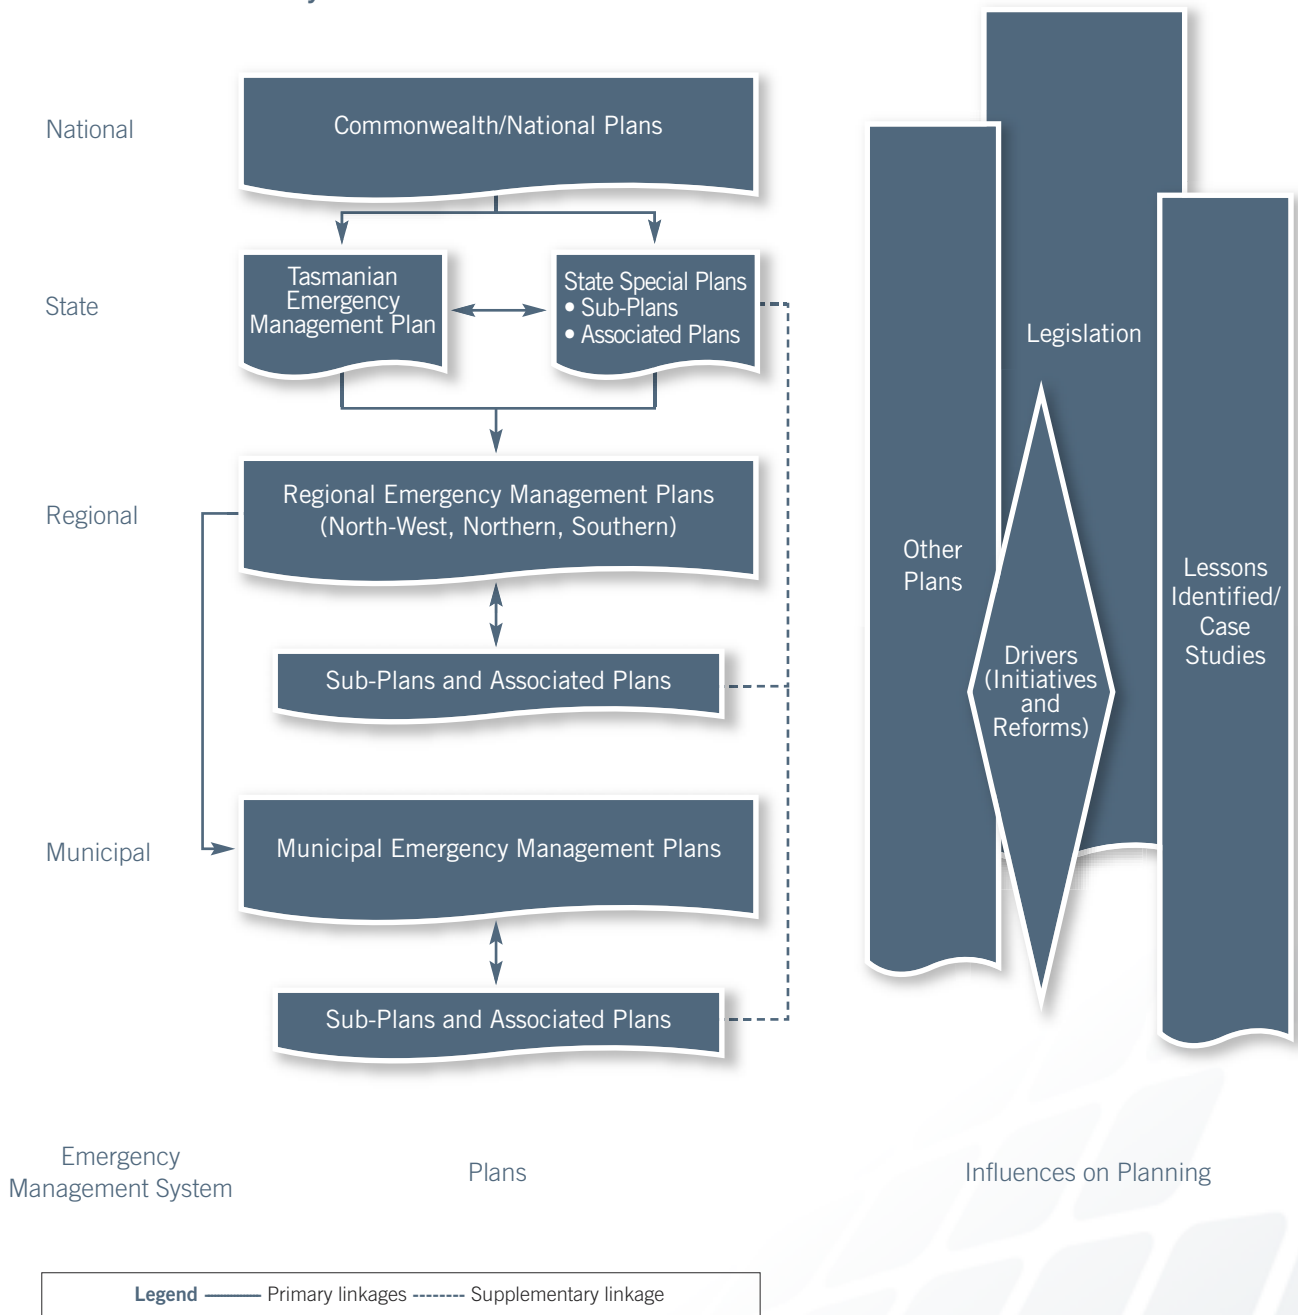 National
Commonwealth/National Plans
State
Tasmanian
Emergency
Management Plan
State Special Plans
• Sub-Plans
• Associated Plans
Regional
Regional Emergency Management Plans
(North-West, Northern, Southern)
Sub-Plans and Associated Plans
Municipal
Municipal Emergency Management Plans
Sub-Plans and Associated Plans
Legislation
Other
Plans
Drivers
(Initiatives
and
Reforms)
Lessons
Identified/
Case
Studies
Emergency
Management System
Plans
Influences on Planning
Legend Primary linkages -------- Supplementary linkage